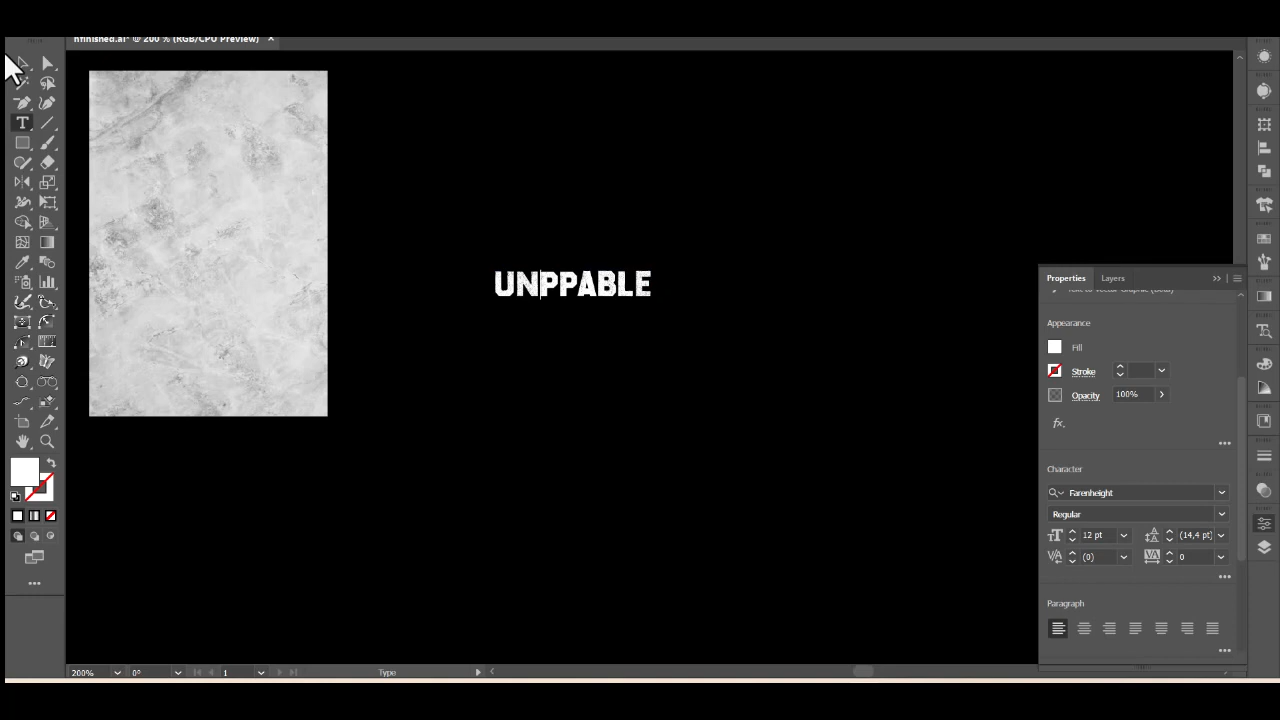 nfinished.ai* @ 200 % (RGB/CPU Preview) ×
UNPPABLE
Properties Layers
Appearance
Fill
Stroke
Opacity 100%
fx.
Character
Farenheight
Regular
12 pt (14,4 pt)
(0) 0
Paragraph
200% 0° 1 Type